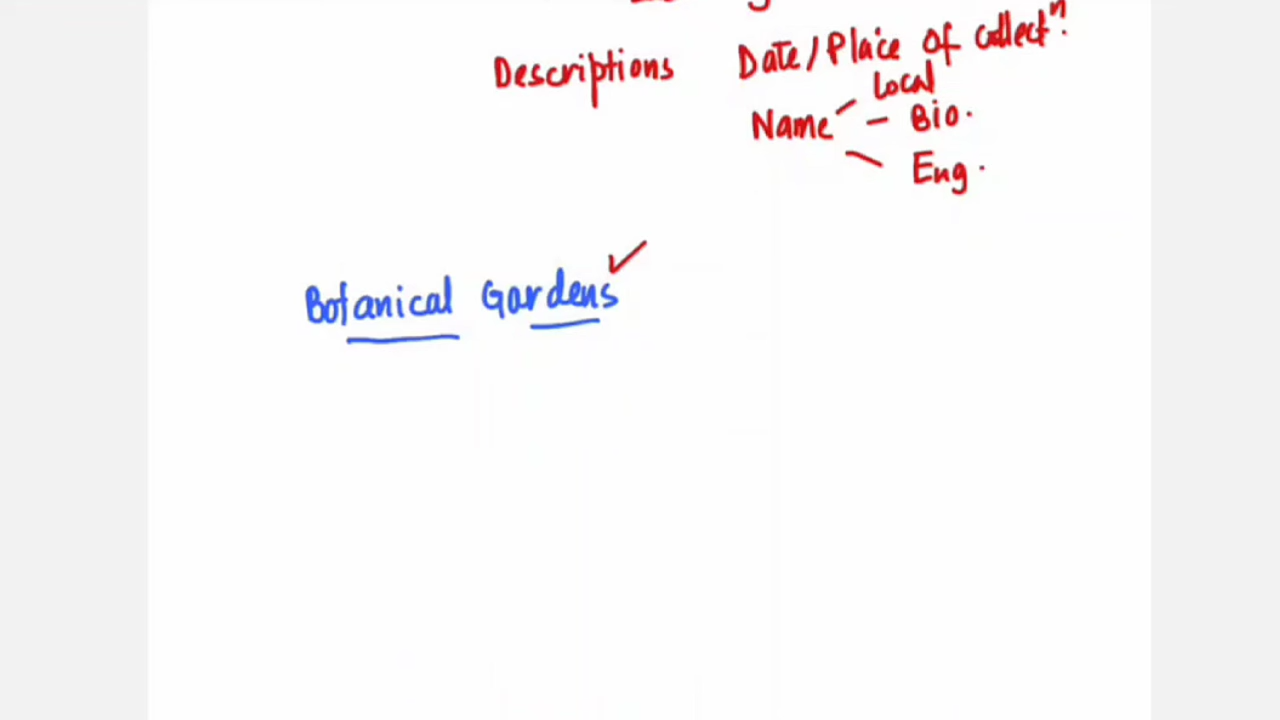 Descriptions Date/Place of collectⁿ.
Name Local
Bio.
Eng.
Botanical Gardens